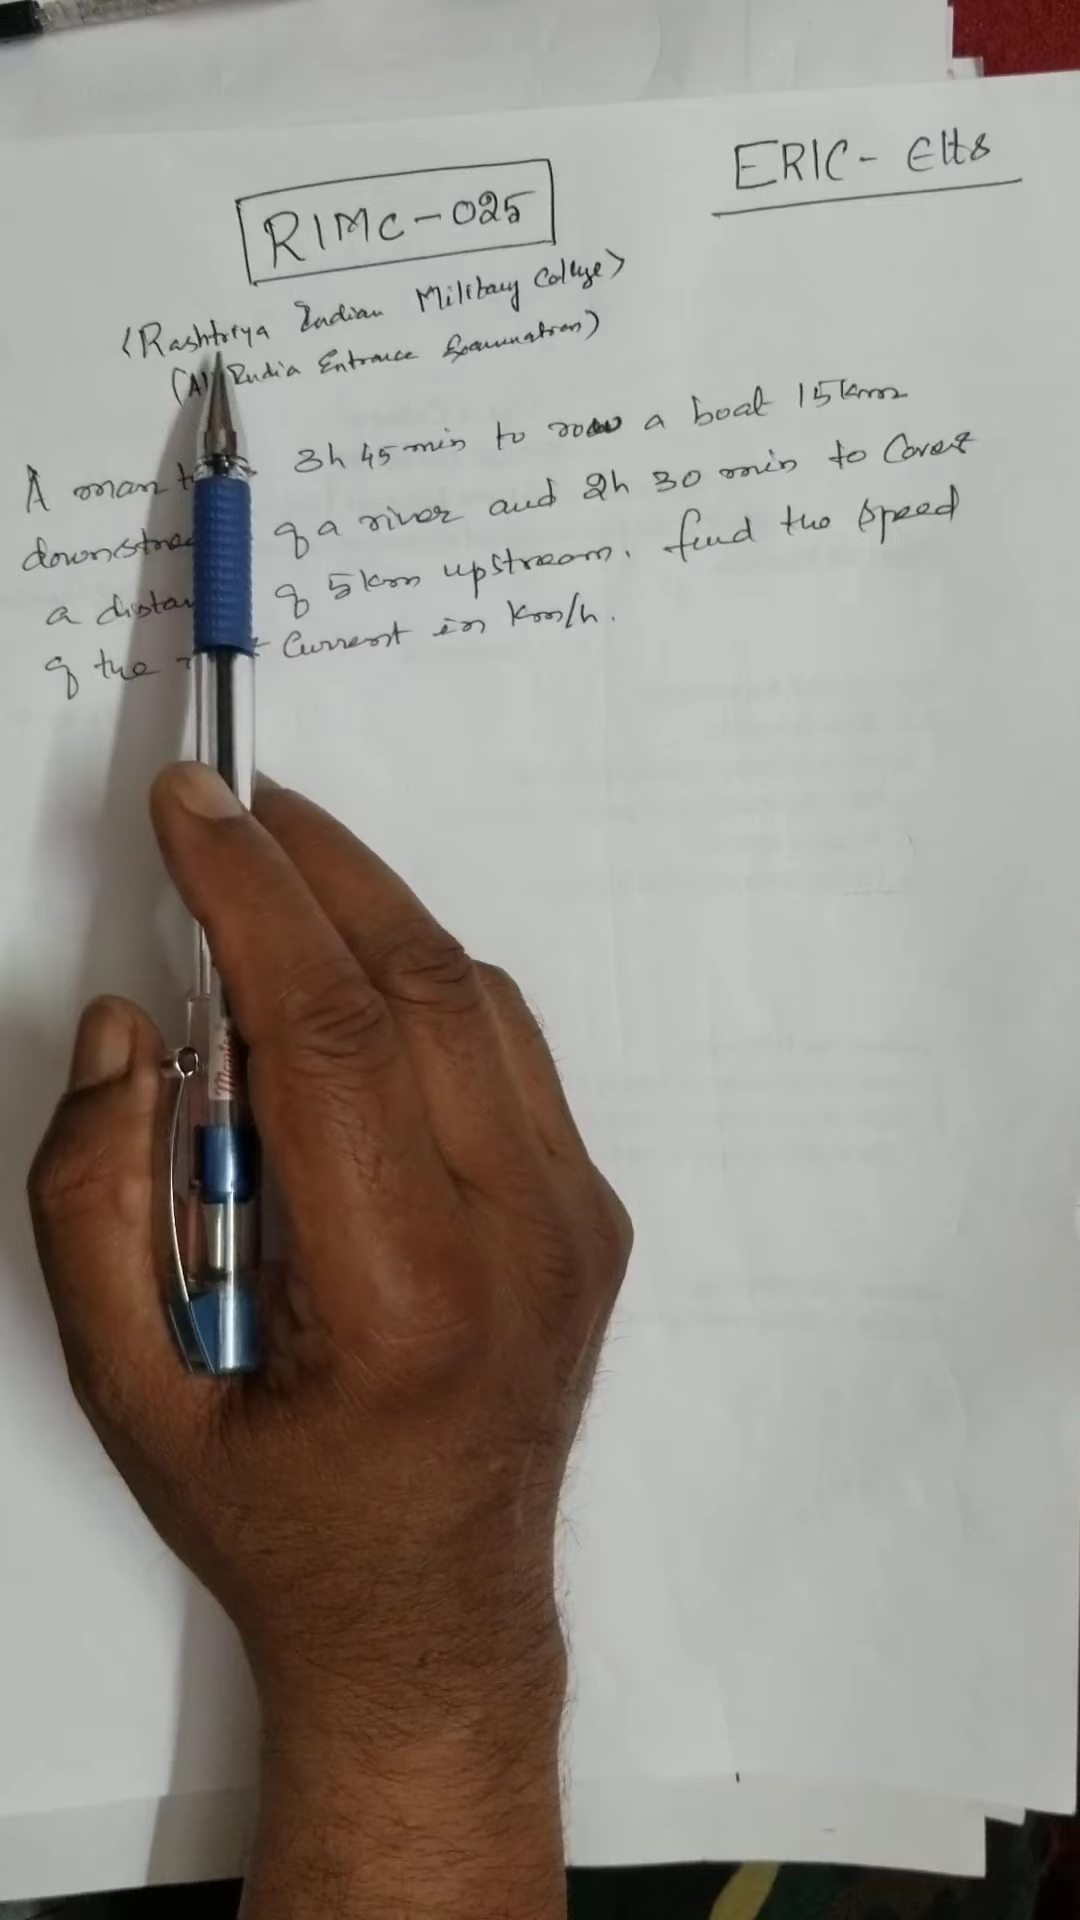 ERIC- Elts
RIMC-025
<Rashtriya Indian Military College>
(All India Entrance Examination)
A man 3h 45 min to row a boat 15km
of a river and 2h 30 min to cover
a of 5km upstream. find the speed
of the current in Km/h.